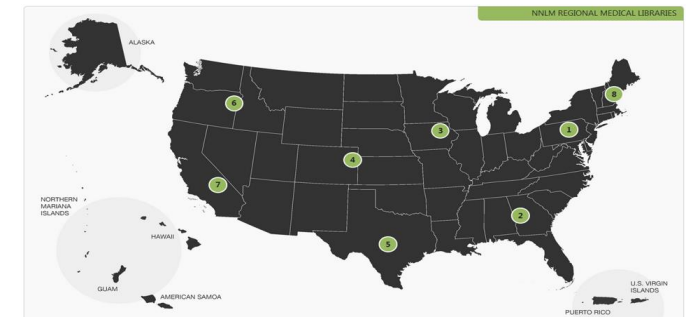 NNLM REGIONAL MEDICAL LIBRARIES
ALASKA
8
6
1
3
4
7
NORTHERN
MARIANA
ISLANDS
2
HAWAII
5
U.S. VIRGIN
ISLANDS
GUAM
AMERICAN SAMOA
PUERTO RICO